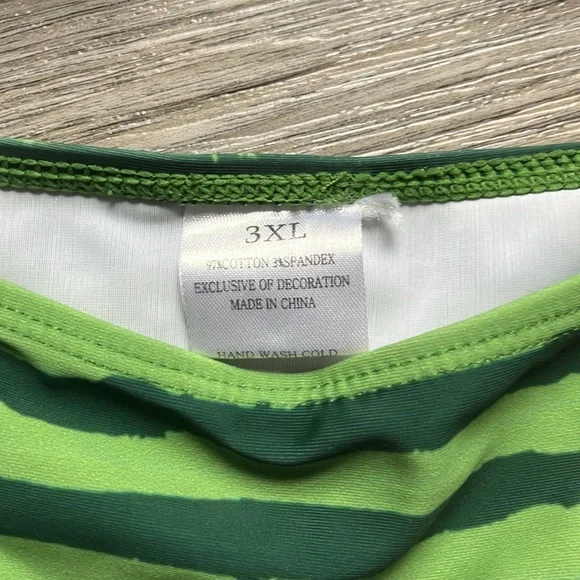 3XL
97%COTTON 3%SPANDEX
EXCLUSIVE OF DECORATION
MADE IN CHINA
HAND WASH COLD